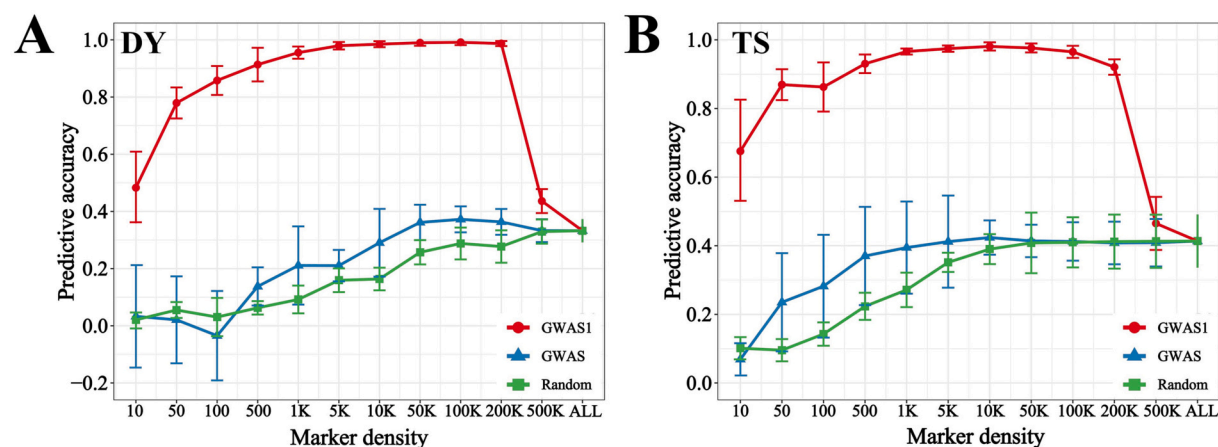 A
DY
Predictive accuracy
1.0
0.8
0.6
0.4
0.2
0.0
−0.2
10 50 100 500 1K 5K 10K 50K 100K 200K 500K ALL
Marker density
GWAS1
GWAS
Random
B
TS
Predictive accuracy
1.0
0.8
0.6
0.4
0.2
0.0
10 50 100 500 1K 5K 10K 50K 100K 200K 500K ALL
Marker density
GWAS1
GWAS
Random